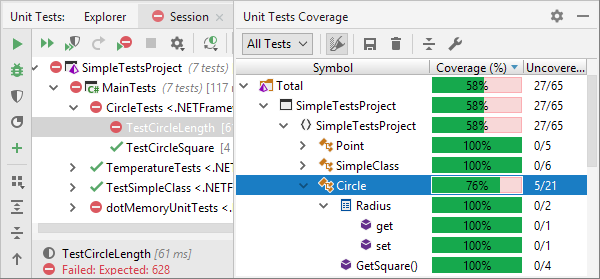 Unit Tests: Explorer Session
SimpleTestsProject (7 tests)
MainTests (7 tests) [117 m
CircleTests <.NETFrame
TestCircleLength [6
TestCircleSquare [4
TemperatureTests <.NE
TestSimpleClass <.NETF
dotMemoryUnitTests <
TestCircleLength [61 ms]
Failed: Expected: 628
Unit Tests Coverage
All Tests
Symbol Coverage (%) Uncovere...
Total 58% 27/65
SimpleTestsProject 58% 27/65
SimpleTestsProject 58% 27/65
Point 100% 0/5
SimpleClass 100% 0/6
Circle 76% 5/21
Radius 100% 0/2
get 100% 0/1
set 100% 0/1
GetSquare() 100% 0/4